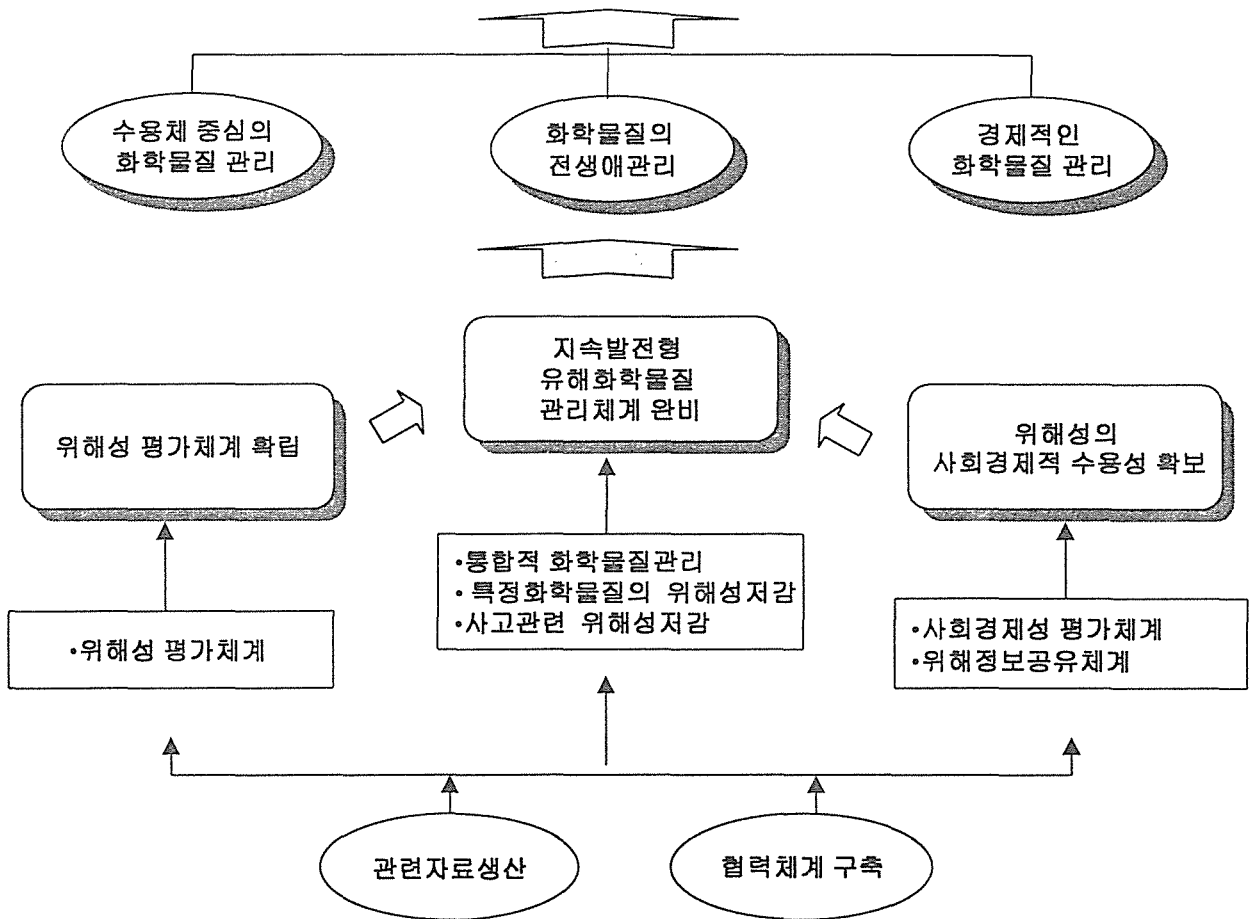 수용체 중심의
화학물질 관리
화학물질의
전생애관리
경제적인
화학물질 관리
지속발전형
유해화학물질
관리체계 완비
위해성 평가체계 확립
위해성의
사회경제적 수용성 확보
•통합적 화학물질관리
•특정화학물질의 위해성저감
•사고관련 위해성저감
•위해성 평가체계
•사회경제성 평가체계
•위해정보공유체계
관련자료생산
협력체계 구축